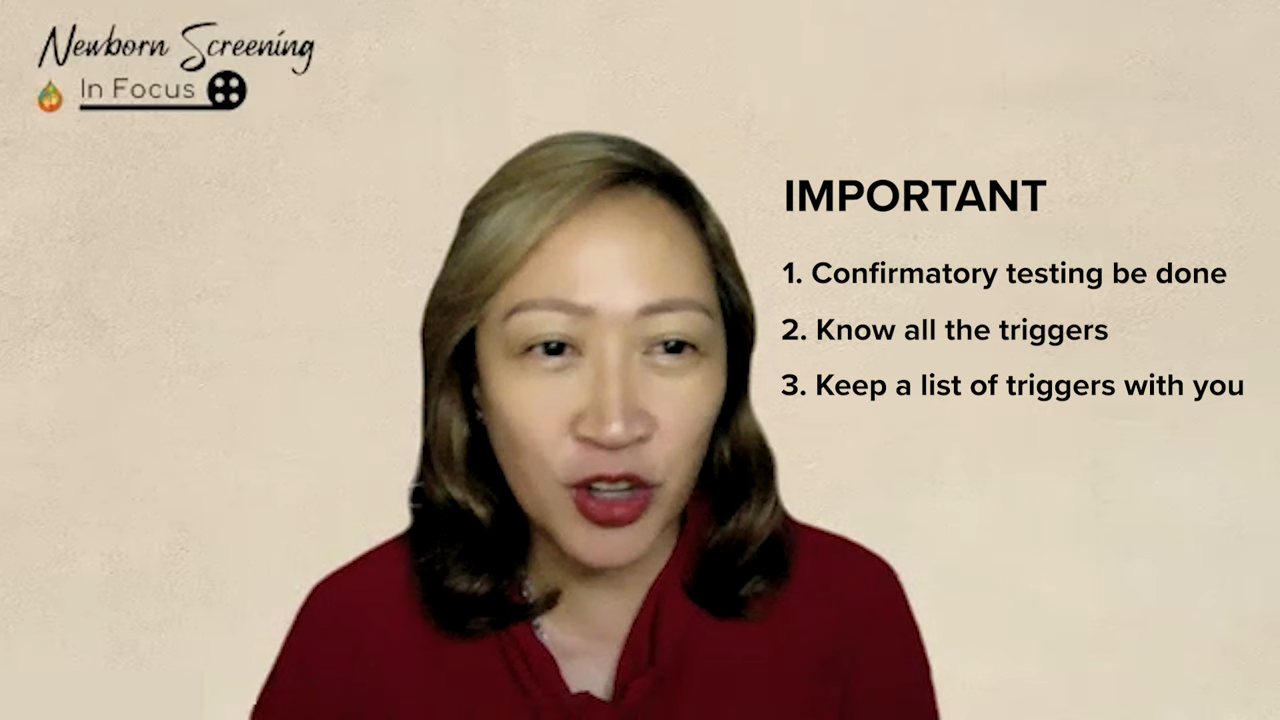 Newborn Screening
In Focus
IMPORTANT
1. Confirmatory testing be done
2. Know all the triggers
3. Keep a list of triggers with you